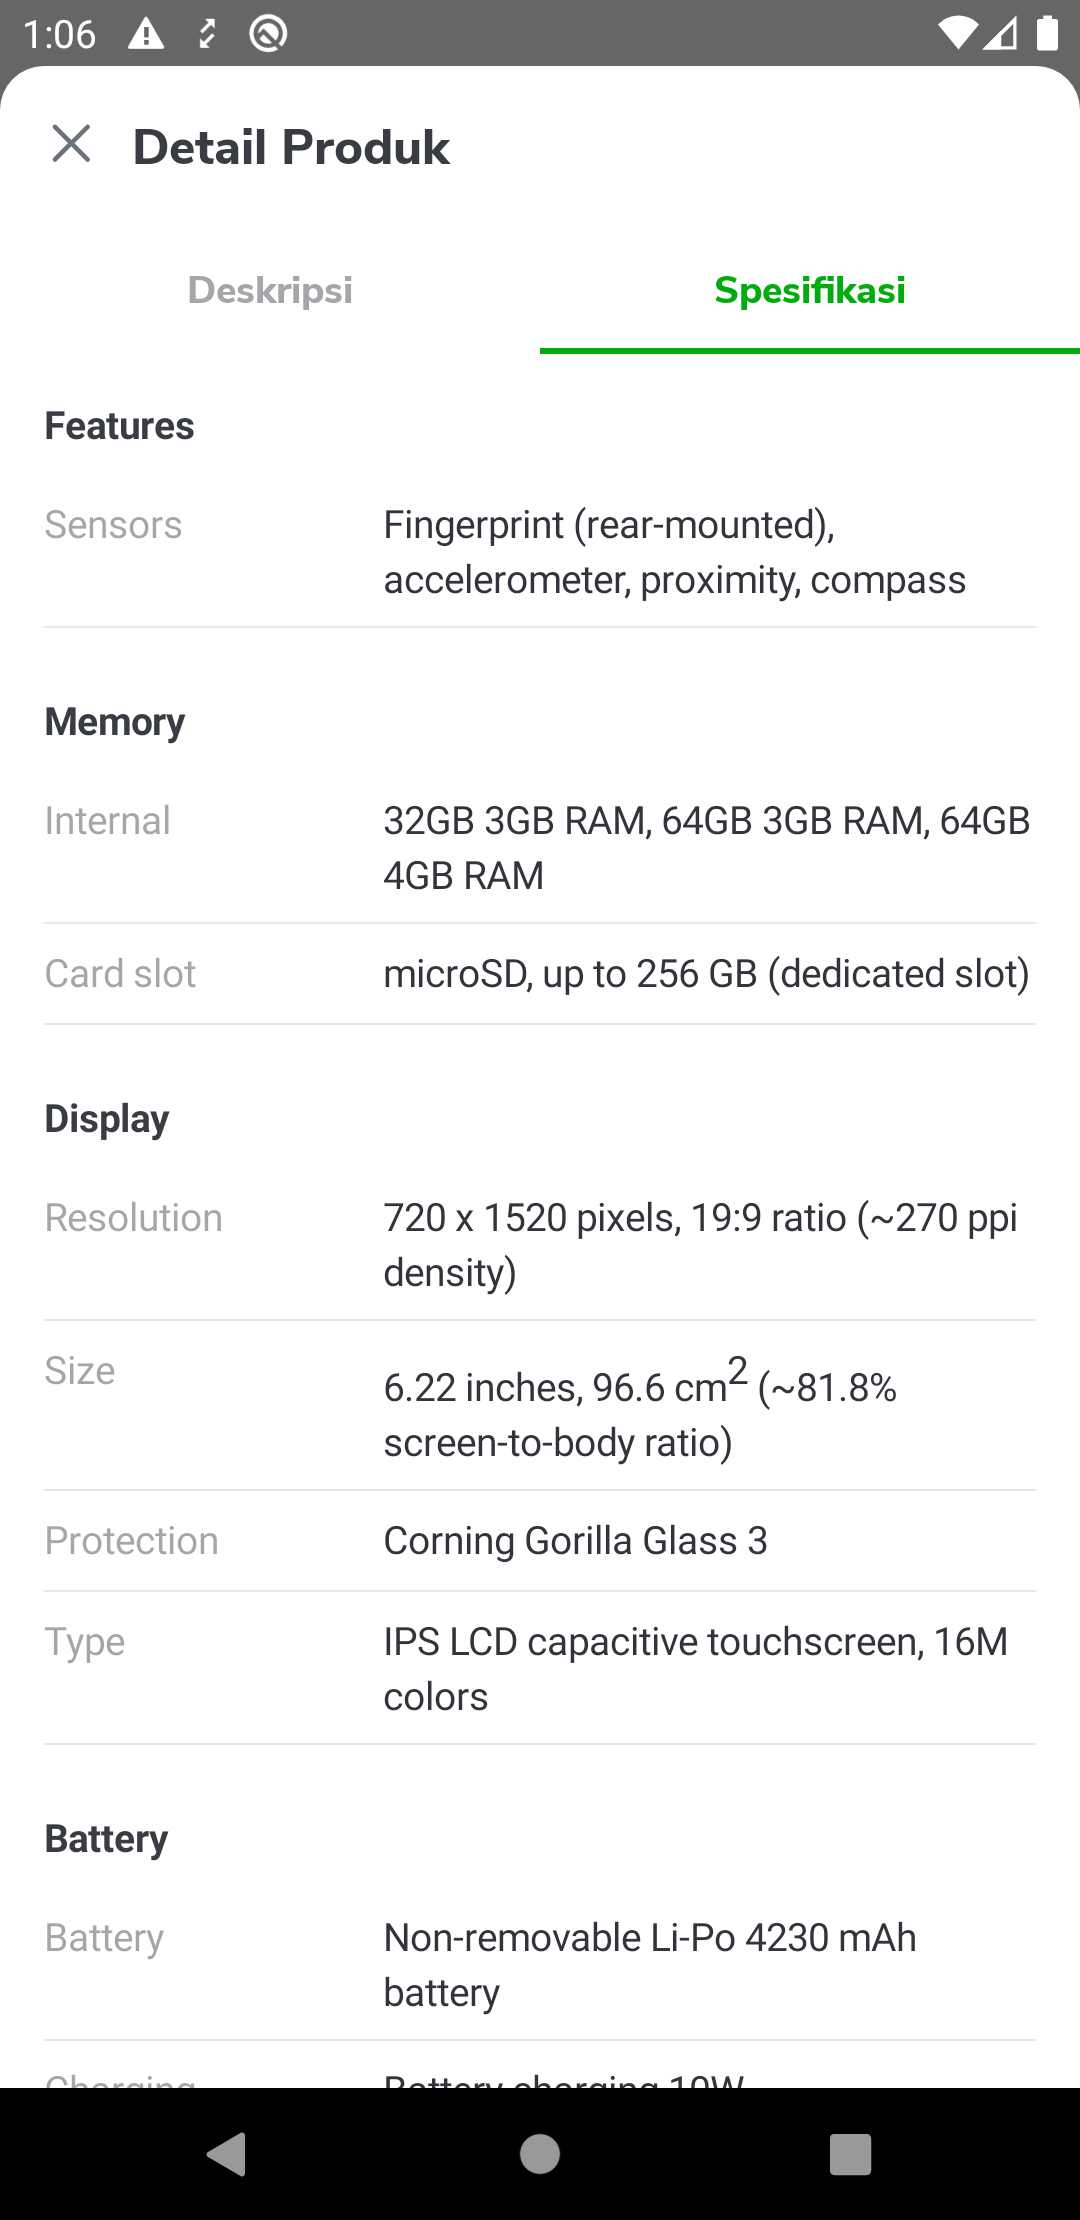 1:06
Detail Produk
Deskripsi
Spesifikasi
Features
Sensors
Fingerprint (rear-mounted),
accelerometer, proximity, compass
Memory
Internal
32GB 3GB RAM, 64GB 3GB RAM, 64GB
4GB RAM
Card slot
microSD, up to 256 GB (dedicated slot)
Display
Resolution
720 x 1520 pixels, 19:9 ratio (~270 ppi
density)
Size
6.22 inches, 96.6 cm² (~81.8%
screen-to-body ratio)
Protection
Corning Gorilla Glass 3
Type
IPS LCD capacitive touchscreen, 16M
colors
Battery
Battery
Non-removable Li-Po 4230 mAh
battery
Charging
Battery charging 10W